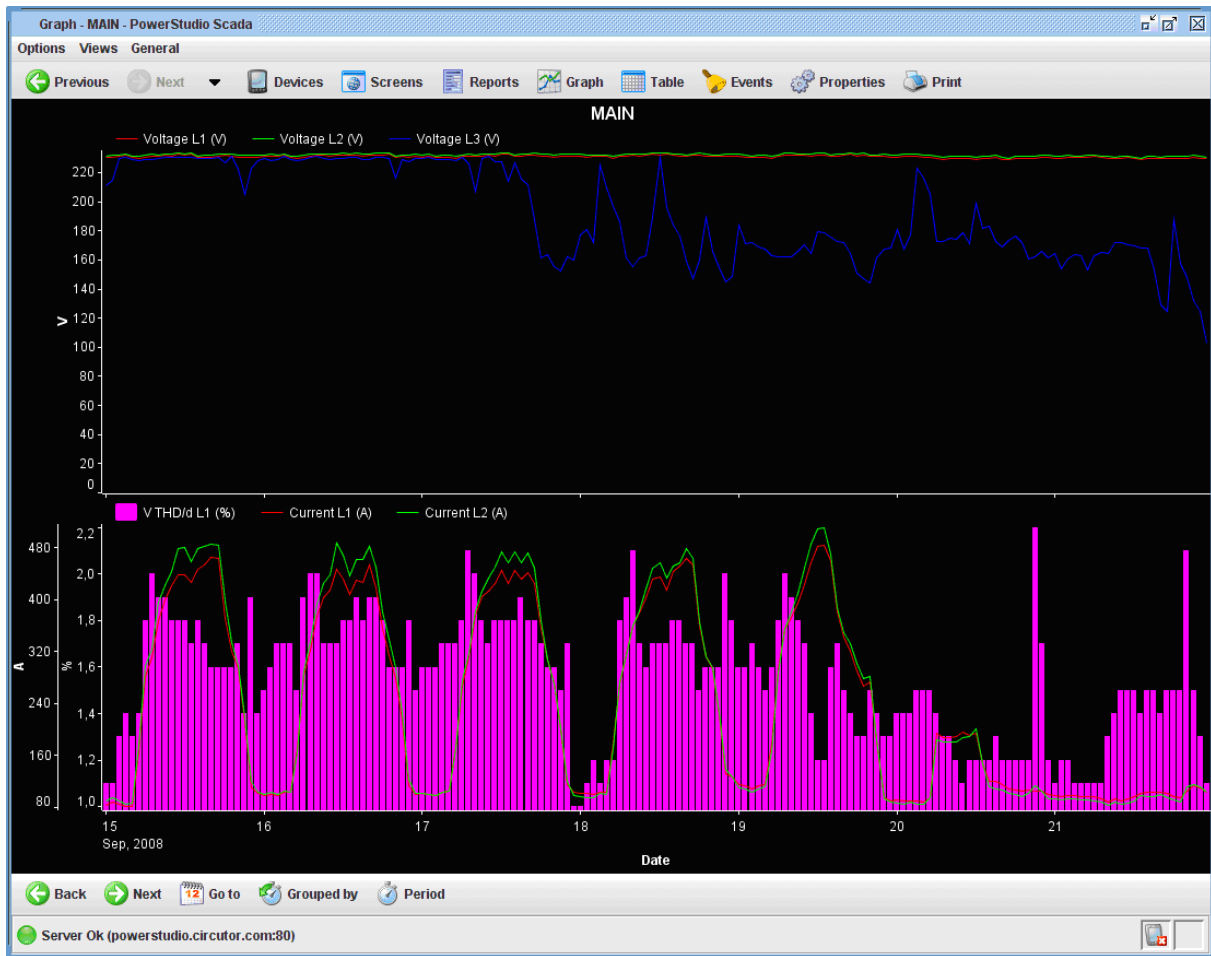 Graph - MAIN - PowerStudio Scada
Options Views General
Previous Next Devices Screens Reports Graph Table Events Properties Print
MAIN
Voltage L1 (V) Voltage L2 (V) Voltage L3 (V)
220
200
180
160
140
V 120
100
80
60
40
20
0
V THD/d L1 (%) Current L1 (A) Current L2 (A)
480 2,2
2,0
400 1,8
320
A % 1,6
240 1,4
160 1,2
80 1,0
15 16 17 18 19 20 21
Sep, 2008
Date
Back Next 12 Go to Grouped by Period
Server Ok (powerstudio.circutor.com:80)